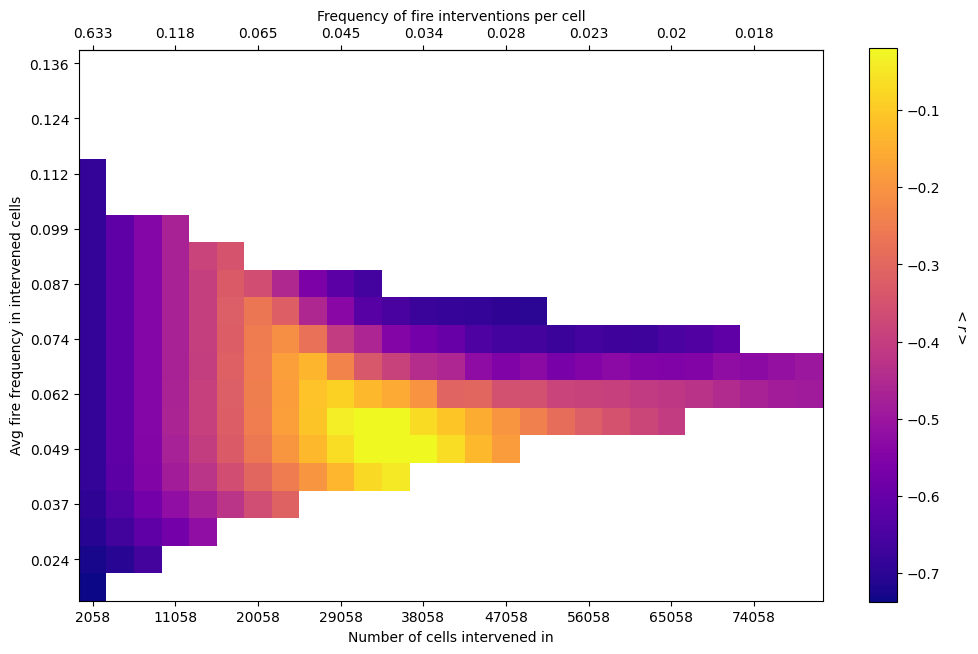 Frequency of fire interventions per cell
0.633 0.118 0.065 0.045 0.034 0.028 0.023 0.02 0.018
0.136
0.124
0.112
0.099
0.087
0.074
0.062
0.049
0.037
0.024
Avg fire frequency in intervened cells
2058 11058 20058 29058 38058 47058 56058 65058 74058
Number of cells intervened in
−0.1
−0.2
−0.3
−0.4
−0.5
−0.6
−0.7
< r >